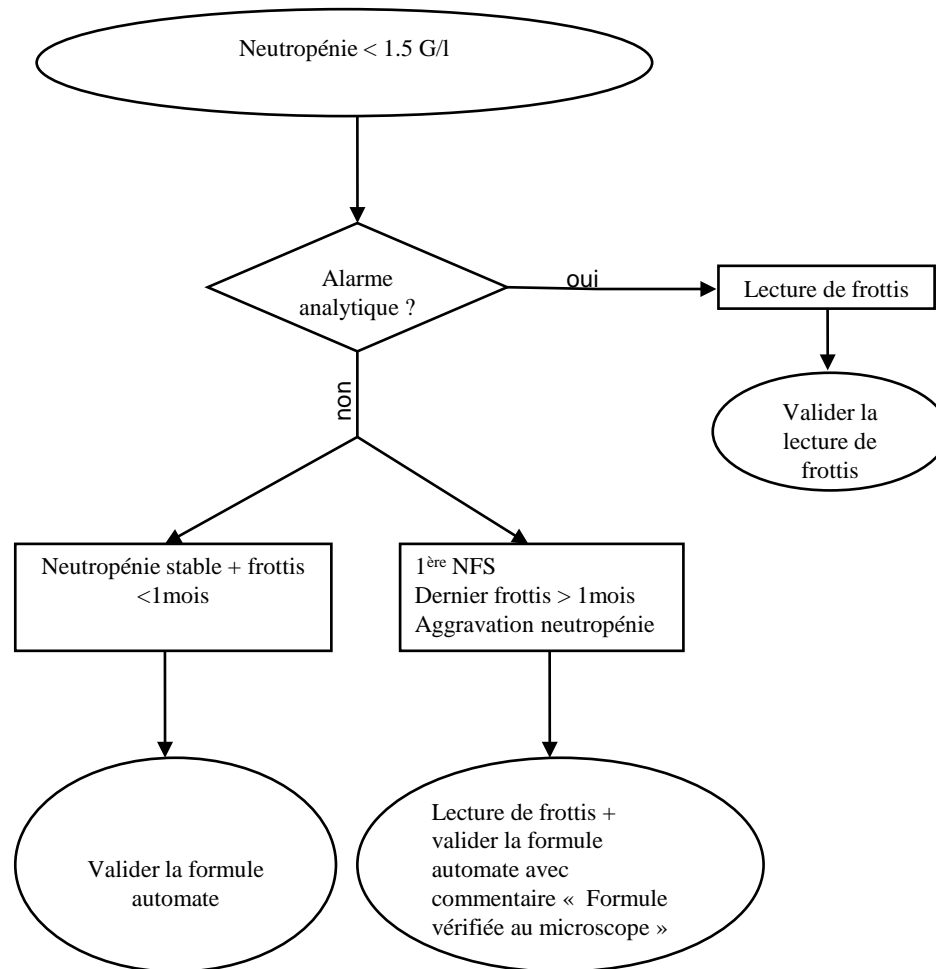 Neutropénie < 1.5 G/l
Alarme
analytique ?
oui
Lecture de frottis
Valider la
lecture de
frottis
non
Neutropénie stable + frottis
<1mois
1ère NFS
Dernier frottis > 1mois
Aggravation neutropénie
Valider la formule
automate
Lecture de frottis +
valider la formule
automate avec
commentaire «  Formule
vérifiée au microscope »